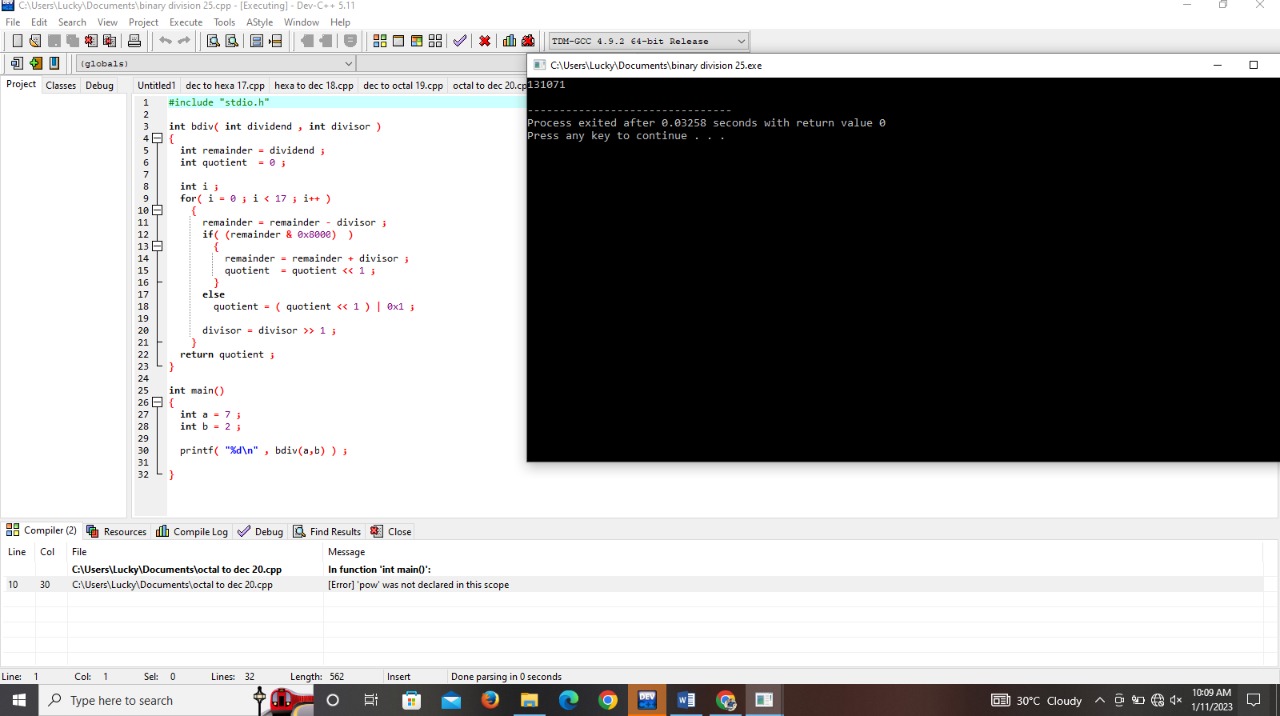 C:\Users\Lucky\Documents\binary division 25.cpp - [Executing] - Dev-C++ 5.11
File Edit Search View Project Execute Tools AStyle Window Help
TDM-GCC 4.9.2 64-bit Release
(globals)
Project Classes Debug
Untitled1 dec to hexa 17.cpp hexa to dec 18.cpp dec to octal 19.cpp octal to dec 20.cp
1 #include "stdio.h"
2
3 int bdiv( int dividend , int divisor )
4 {
5 int remainder = dividend ;
6 int quotient = 0 ;
7
8 int i ;
9 for( i = 0 ; i < 17 ; i++ )
10 {
11 remainder = remainder - divisor ;
12 if( (remainder & 0x8000) )
13 {
14 remainder = remainder + divisor ;
15 quotient = quotient << 1 ;
16 }
17 else
18 quotient = ( quotient << 1 ) | 0x1 ;
19
20 divisor = divisor >> 1 ;
21 }
22 return quotient ;
23 }
24
25 int main()
26 {
27 int a = 7 ;
28 int b = 2 ;
29
30 printf( "%d\n" , bdiv(a,b) ) ;
31
32 }
C:\Users\Lucky\Documents\binary division 25.exe
131071
--------------------------------
Process exited after 0.03258 seconds with return value 0
Press any key to continue . . .
Compiler (2) Resources Compile Log Debug Find Results Close
Line Col File Message
C:\Users\Lucky\Documents\octal to dec 20.cpp In function 'int main()':
10 30 C:\Users\Lucky\Documents\octal to dec 20.cpp [Error] 'pow' was not declared in this scope
Line: 1 Col: 1 Sel: 0 Lines: 32 Length: 562 Insert Done parsing in 0 seconds
Type here to search
DEV
30°C Cloudy
10:09 AM
1/11/2023